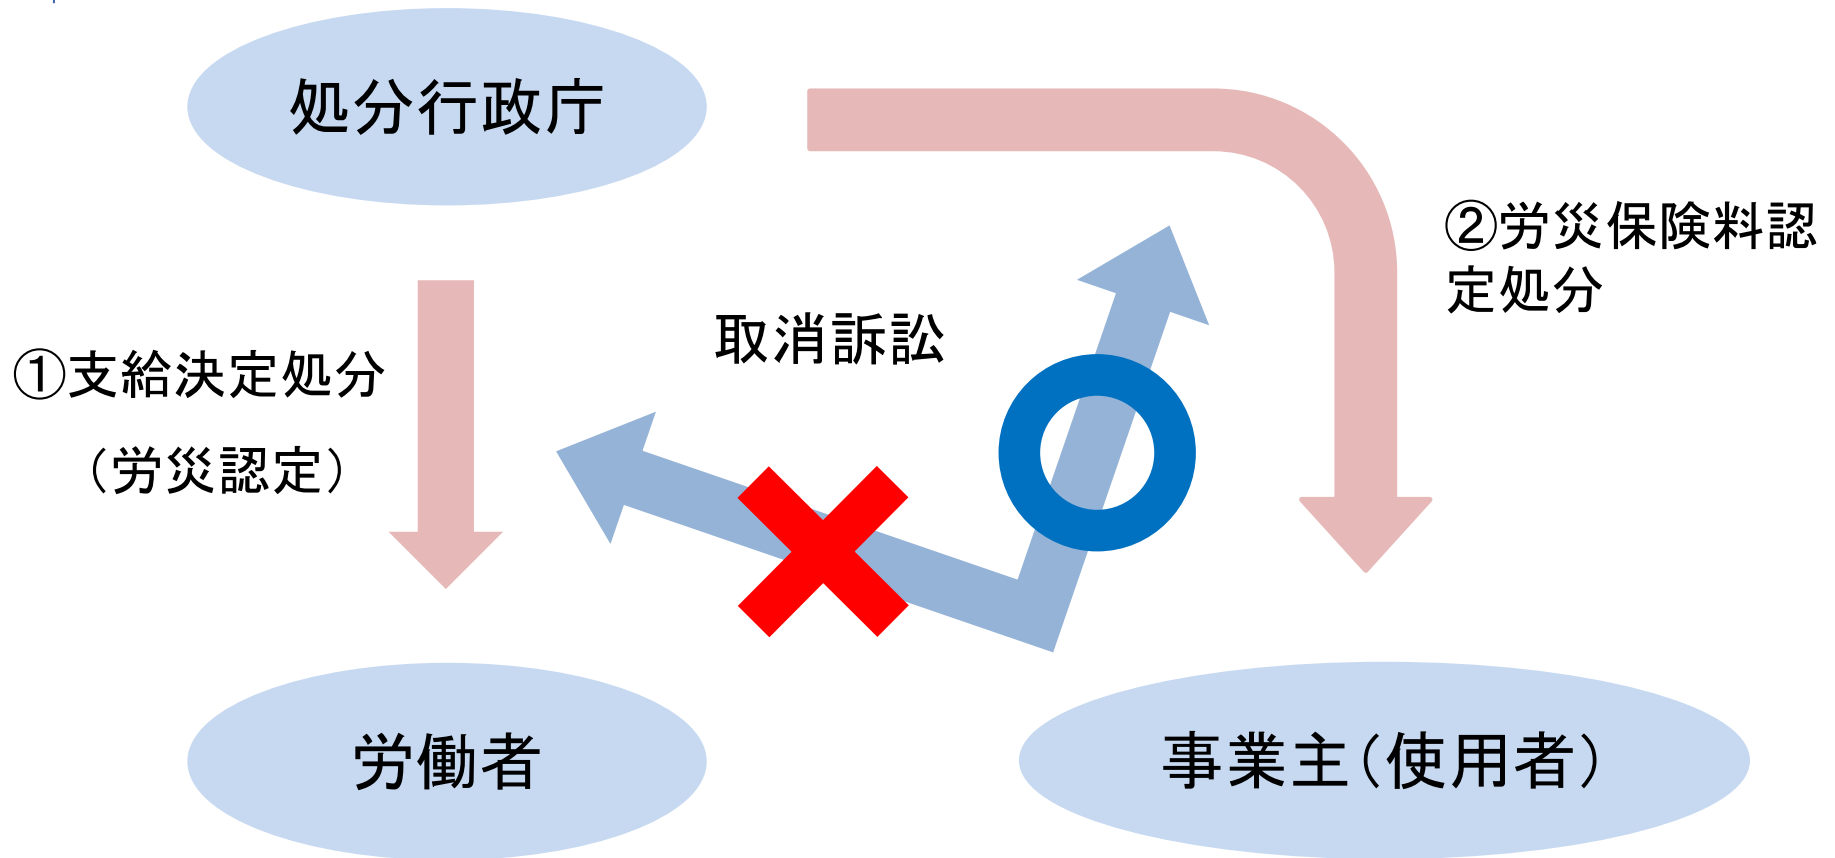 処分行政庁
②労災保険料認
定処分
取消訴訟
①支給決定処分
（労災認定）
労働者
事業主（使用者）